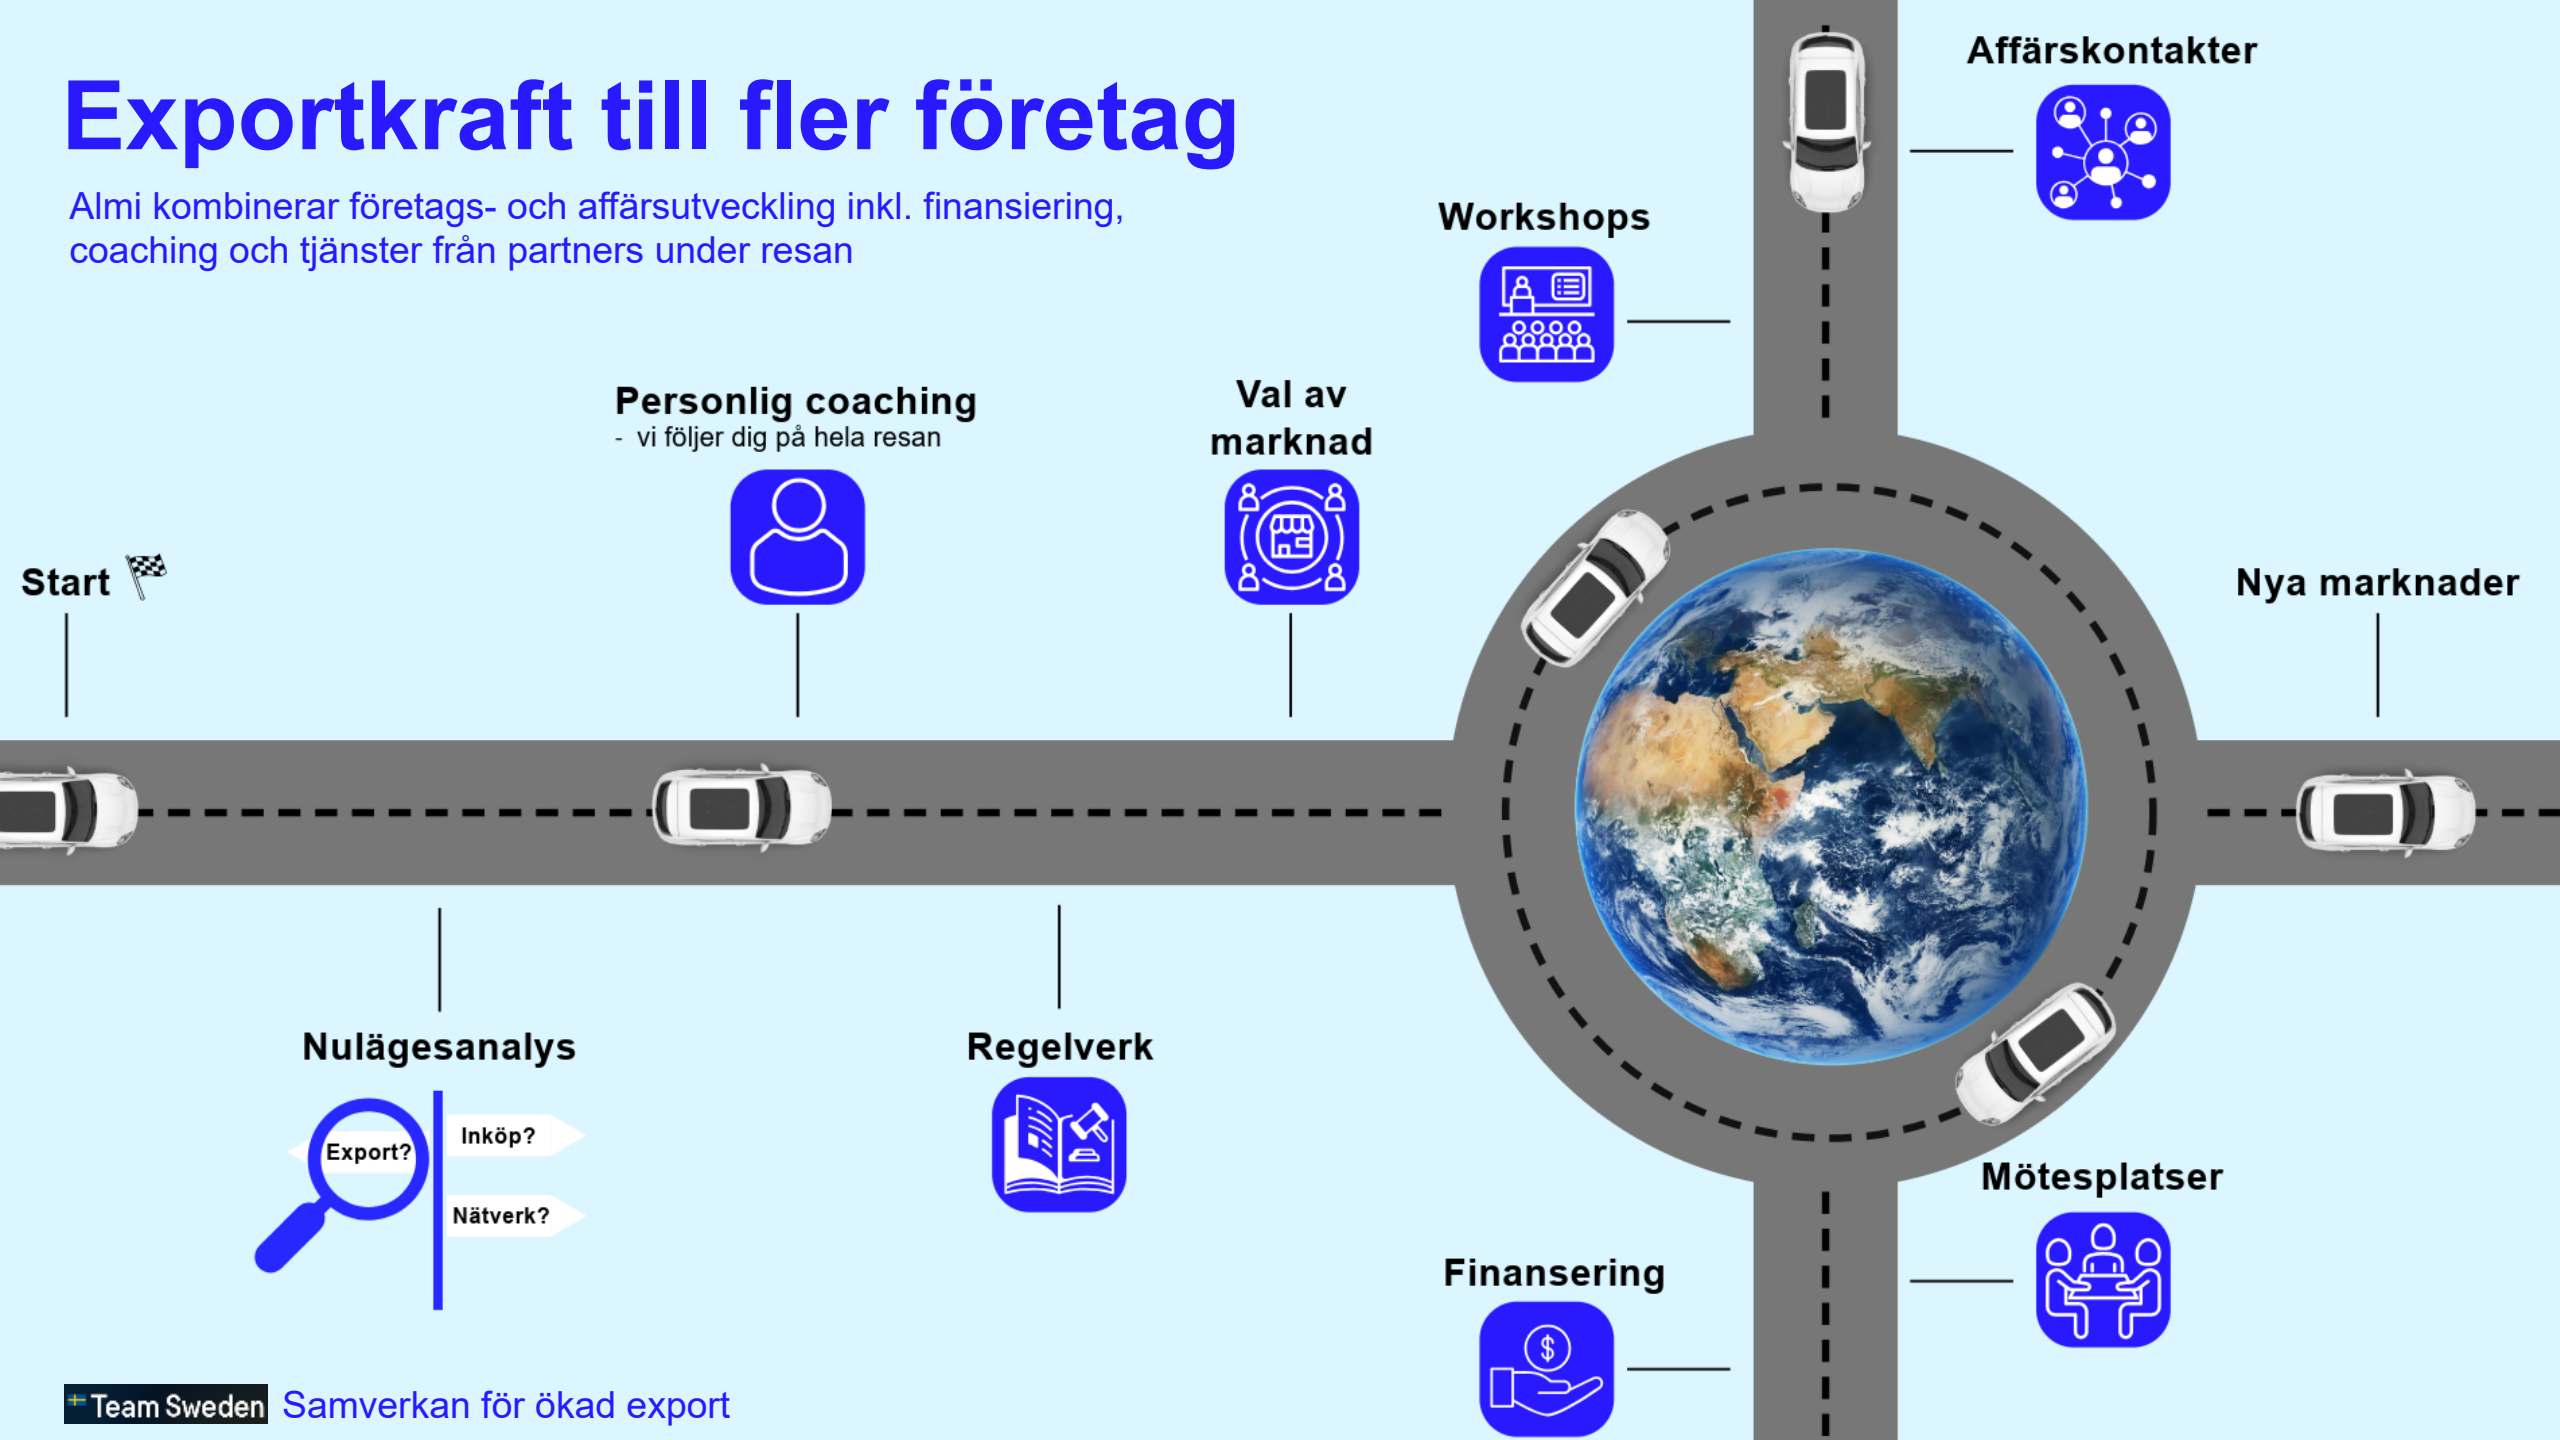 Exportkraft till fler företag
Almi kombinerar företags- och affärsutveckling inkl. finansiering,
coaching och tjänster från partners under resan
Start
Personlig coaching
- vi följer dig på hela resan
Val av
marknad
Workshops
Affärskontakter
Nya marknader
Nulägesanalys
Export?
Inköp?
Nätverk?
Regelverk
Mötesplatser
Finansering
$
Team Sweden Samverkan för ökad export